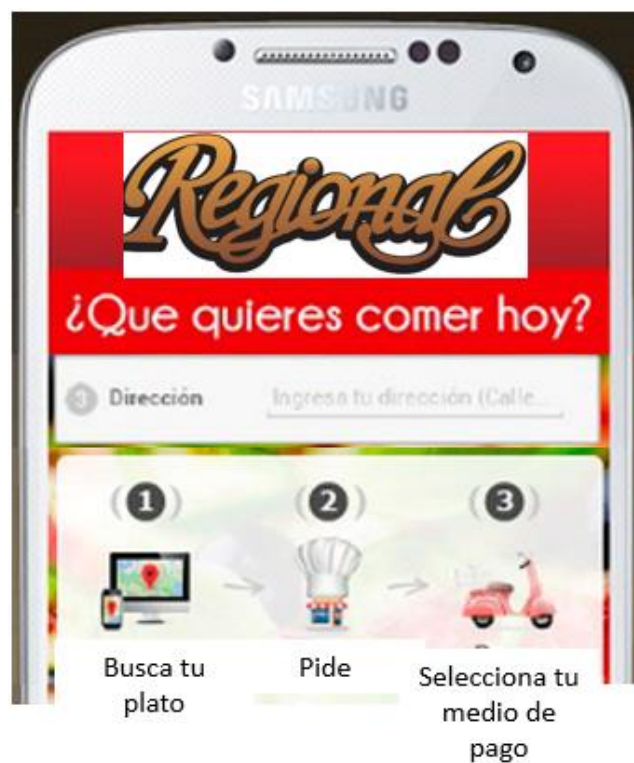 SAMSUNG
Regional
¿Que quieres comer hoy?
3 Dirección Ingresa tu dirección (Calle...
(1) (2) (3)
Busca tu
plato
Pide
Selecciona tu
medio de
pago